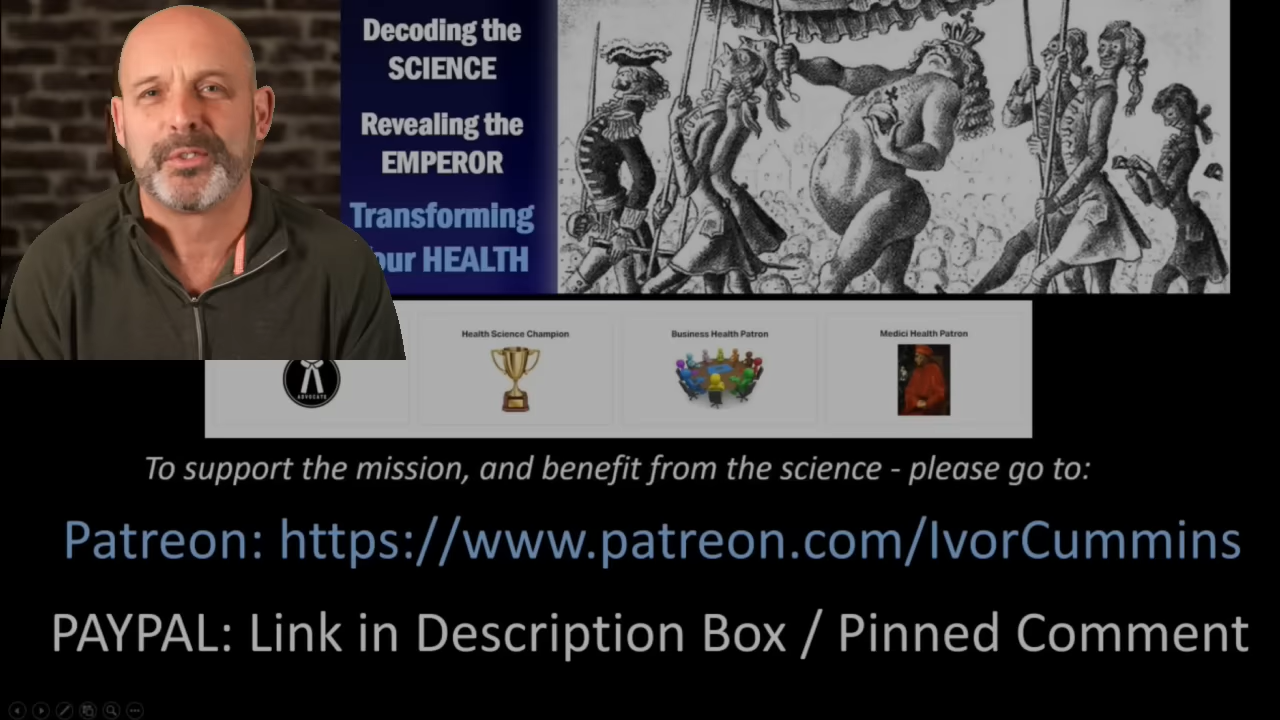 Decoding the
SCIENCE
Revealing the
EMPEROR
Transforming
our HEALTH
Health Science Champion
Business Health Patron
Medici Health Patron
ADVOCATE
To support the mission, and benefit from the science - please go to:
Patreon: https://www.patreon.com/IvorCummins
PAYPAL: Link in Description Box / Pinned Comment